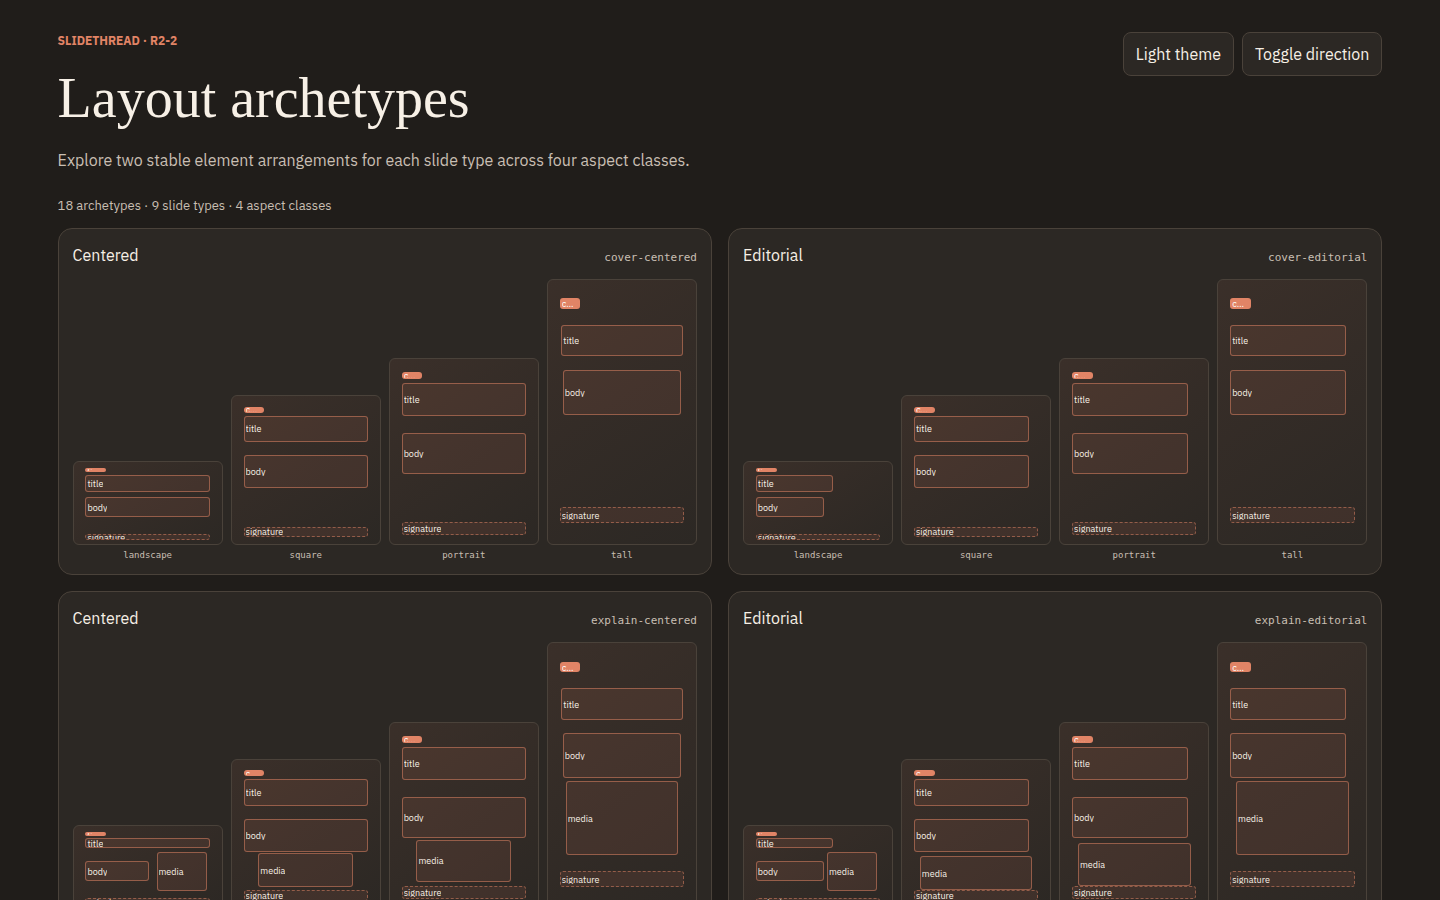 SLIDETHREAD · R2-2
Light theme
Toggle direction
Layout archetypes
Explore two stable element arrangements for each slide type across four aspect classes.
18 archetypes · 9 slide types · 4 aspect classes
Centered
cover-centered
title
body
signature
landscape
title
body
signature
square
title
body
signature
portrait
c...
title
body
signature
tall
Editorial
cover-editorial
title
body
signature
landscape
title
body
signature
square
title
body
signature
portrait
c...
title
body
signature
tall
Centered
explain-centered
title
body
media
title
body
media
signature
title
body
media
signature
c...
title
body
media
signature
Editorial
explain-editorial
title
body
media
title
body
media
signature
title
body
media
signature
c...
title
body
media
signature